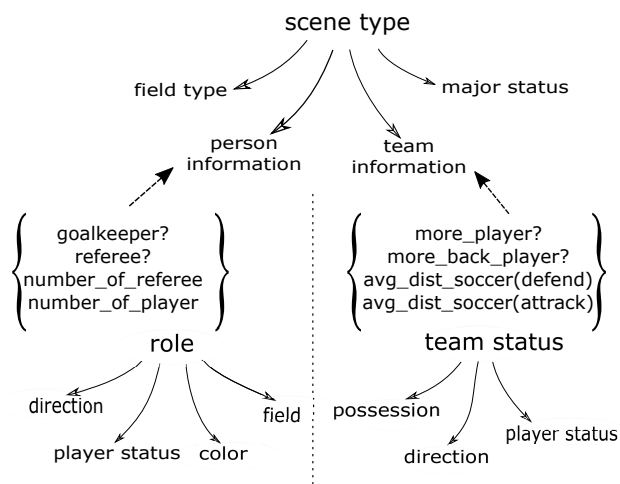 scene type
field type
major status
person
information
team
information
goalkeeper?
referee?
number_of_referee
number_of_player
more_player?
more_back_player?
avg_dist_soccer(defend)
avg_dist_soccer(attrack)
role
team status
direction
field
player status
color
possession
direction
player status